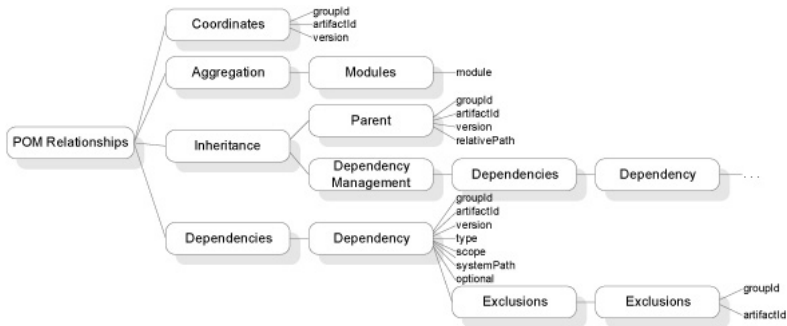 Coordinates
groupId
artifactId
version
Aggregation
Modules
module
POM Relationships
Inheritance
Parent
groupId
artifactId
version
relativePath
Dependency
Management
Dependencies
Dependency
. . .
Dependencies
Dependency
groupId
artifactId
version
type
scope
systemPath
optional
Exclusions
Exclusions
groupId
artifactId